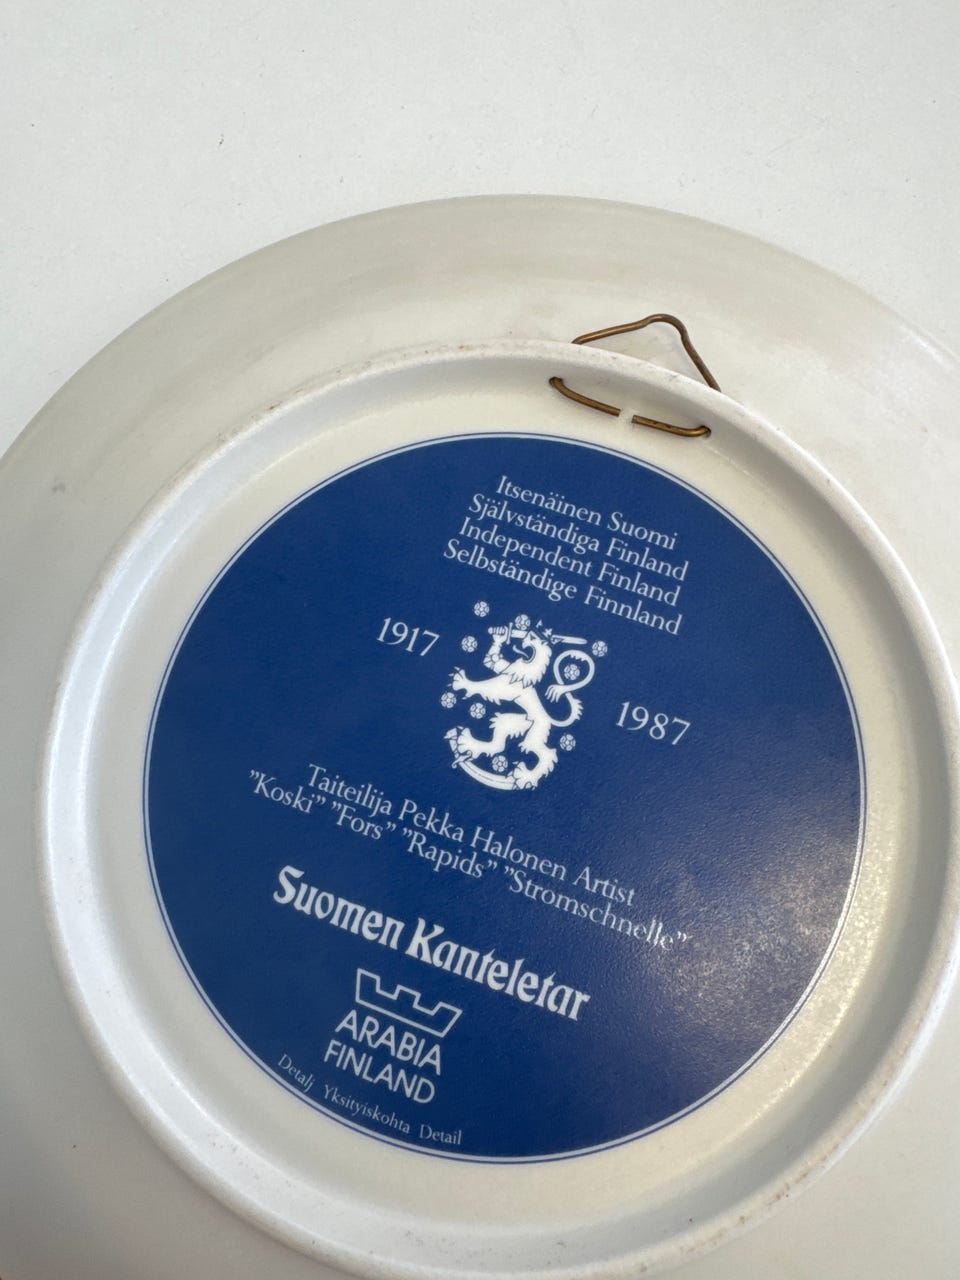 Itsenäinen Suomi
Självständiga Finland
Independent Finland
Selbständige Finnland
1917
1987
Taiteilija Pekka Halonen Artist
”Koski” ”Fors” ”Rapids” ”Stromschnelle”
Suomen Kanteletar
ARABIA
FINLAND
Detalj Yksityiskohta Detail